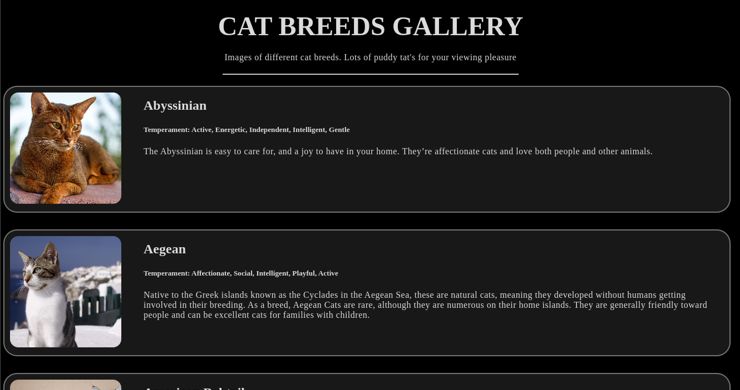 CAT BREEDS GALLERY
Images of different cat breeds. Lots of puddy tat's for your viewing pleasure
Abyssinian
Temperament: Active, Energetic, Independent, Intelligent, Gentle
The Abyssinian is easy to care for, and a joy to have in your home. They’re affectionate cats and love both people and other animals.
Aegean
Temperament: Affectionate, Social, Intelligent, Playful, Active
Native to the Greek islands known as the Cyclades in the Aegean Sea, these are natural cats, meaning they developed without humans getting
involved in their breeding. As a breed, Aegean Cats are rare, although they are numerous on their home islands. They are generally friendly toward
people and can be excellent cats for families with children.